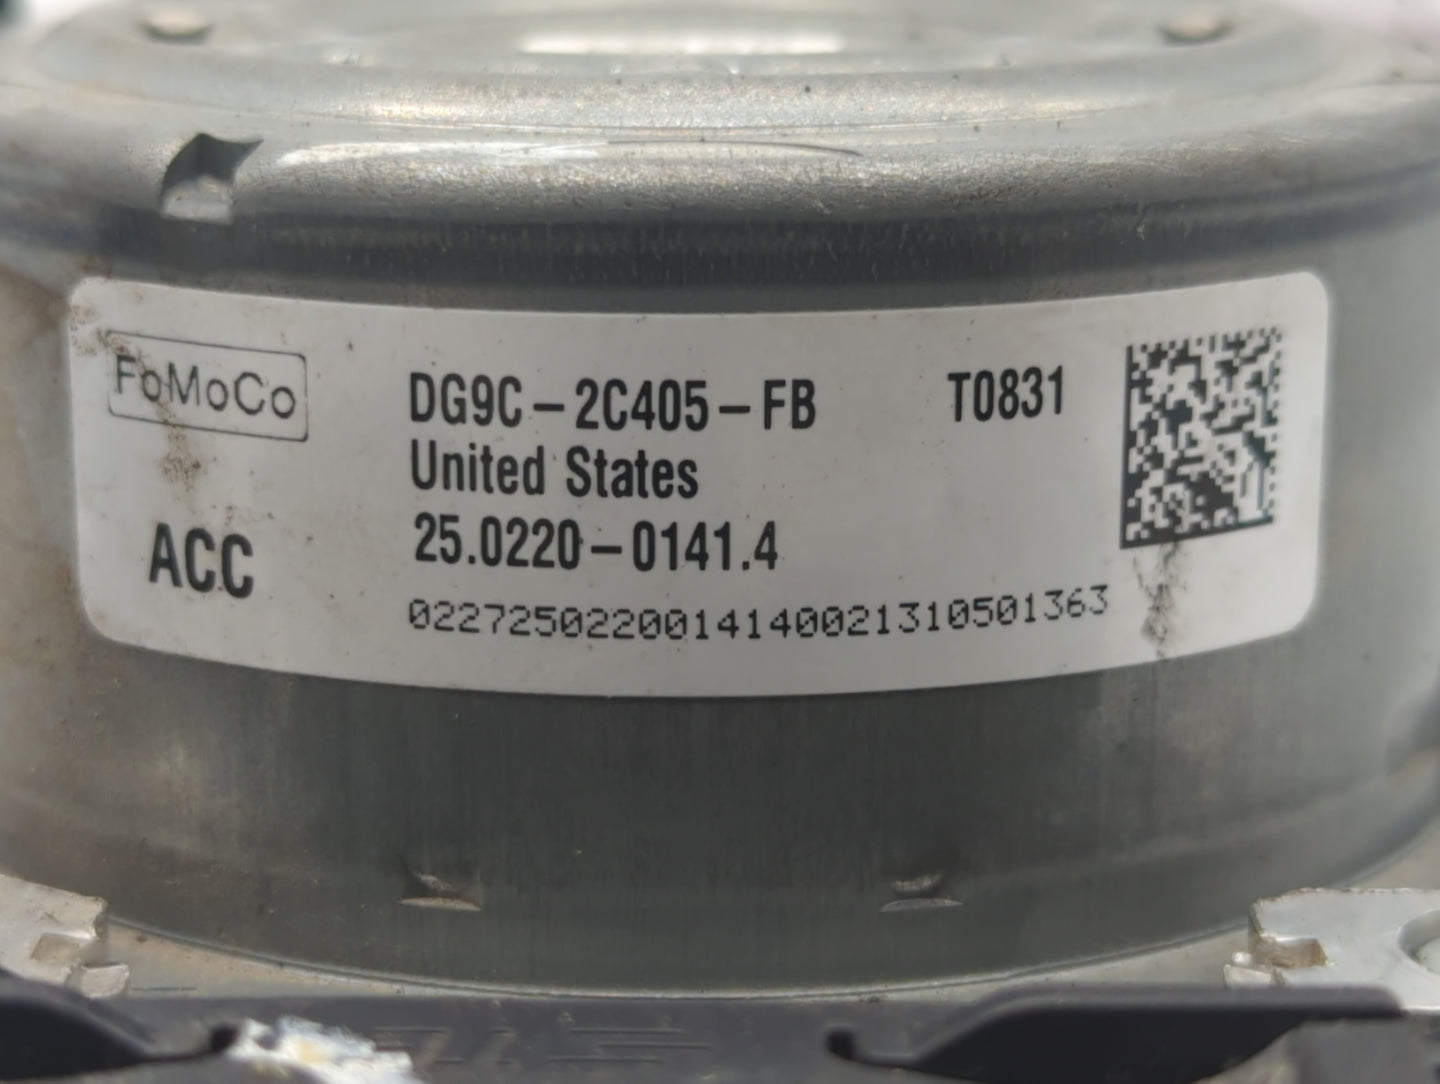 FoMoCo
DG9C-2C405-FB T0831
United States
25.0220-0141.4
ACC
0227250220014140021310501363